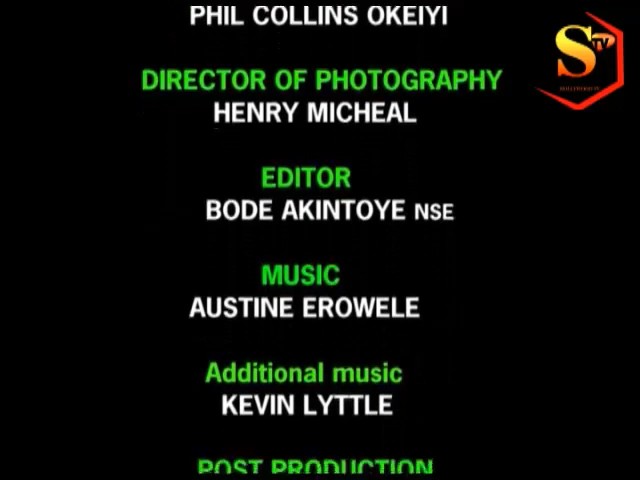 PHIL COLLINS OKEIYI
STV
DIRECTOR OF PHOTOGRAPHY
HENRY MICHEAL
EDITOR
BODE AKINTOYE NSE
MUSIC
AUSTINE EROWELE
Additional music
KEVIN LYTTLE
POST PRODUCTION